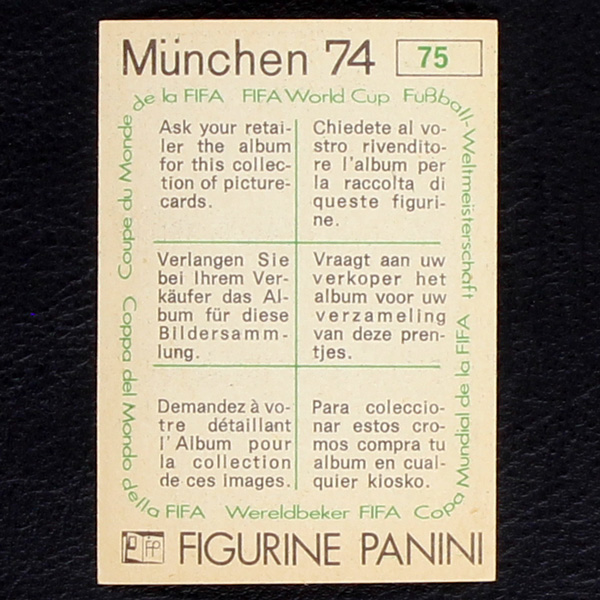 München 74 75
de la FIFA FIFA World Cup Fußball-Weltmeisterschaft
Coupe du Monde
Ask your retai-
ler the album
for this collec-
tion of picture-
cards.
Chiedete al vo-
stro rivendito-
re l'album per
la raccolta di
queste figuri-
ne.
Verlangen Sie
bei Ihrem Ver-
käufer das Al-
bum für diese
Bildersamm-
lung.
Vraagt aan uw
verkoper het
album voor uw
verzameling
van deze pren-
tjes.
Demandez à vo-
tre détaillant
l'Album pour
la collection
de ces images.
Para coleccio-
nar estos cro-
mos compra tu
album en cual-
quier kiosko.
Coppa del Mondo della FIFA Wereldbeker FIFA Copa Mundial de la FIFA
FP FIGURINE PANINI